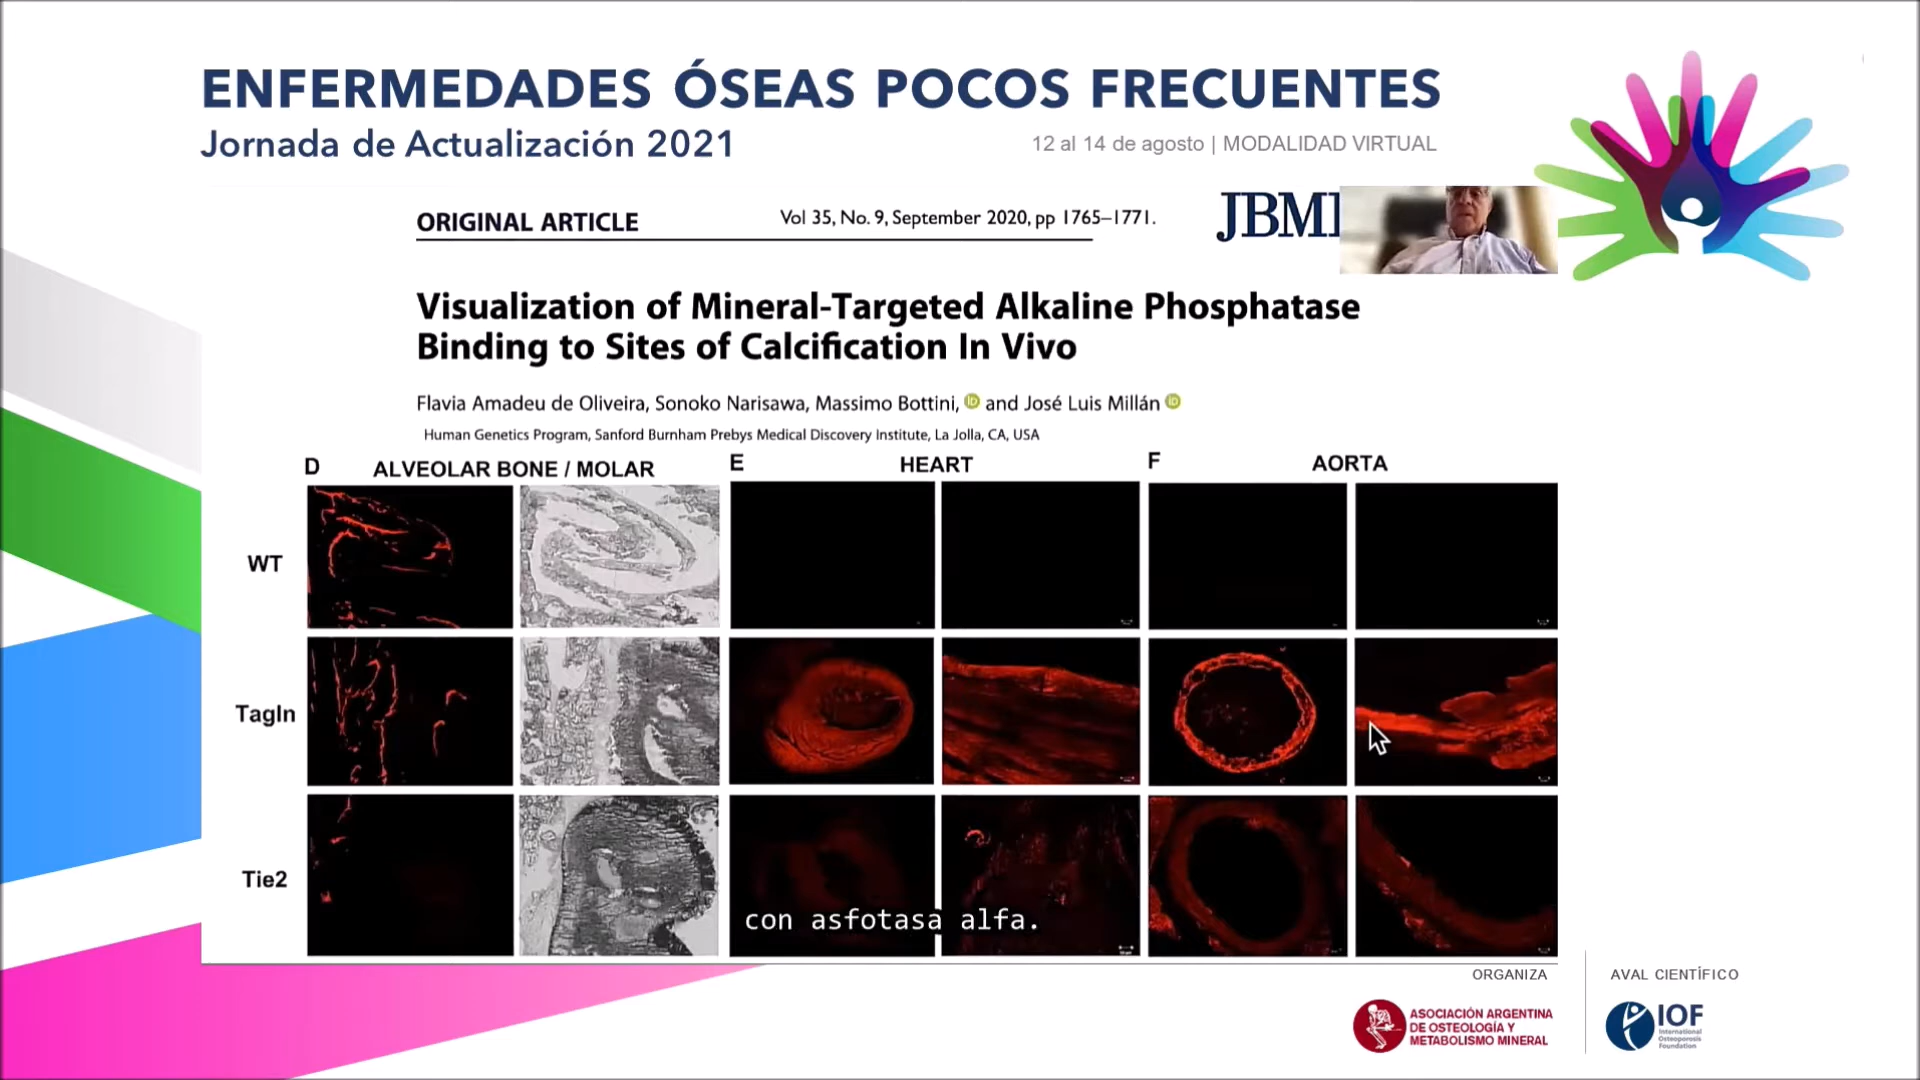 ENFERMEDADES ÓSEAS POCOS FRECUENTES
Jornada de Actualización 2021
12 al 14 de agosto | MODALIDAD VIRTUAL
ORIGINAL ARTICLE
Vol 35, No. 9, September 2020, pp 1765–1771.
JBM
Visualization of Mineral-Targeted Alkaline Phosphatase
Binding to Sites of Calcification In Vivo
Flavia Amadeu de Oliveira, Sonoko Narisawa, Massimo Bottini, iD and José Luis Millán iD
Human Genetics Program, Sanford Burnham Prebys Medical Discovery Institute, La Jolla, CA, USA
D ALVEOLAR BONE / MOLAR
E HEART
F AORTA
WT
Tagln
Tie2
con asfotasa alfa.
ORGANIZA
ASOCIACIÓN ARGENTINA
DE OSTEOLOGÍA Y
METABOLISMO MINERAL
AVAL CIENTÍFICO
IOF
International
Osteoporosis
Foundation